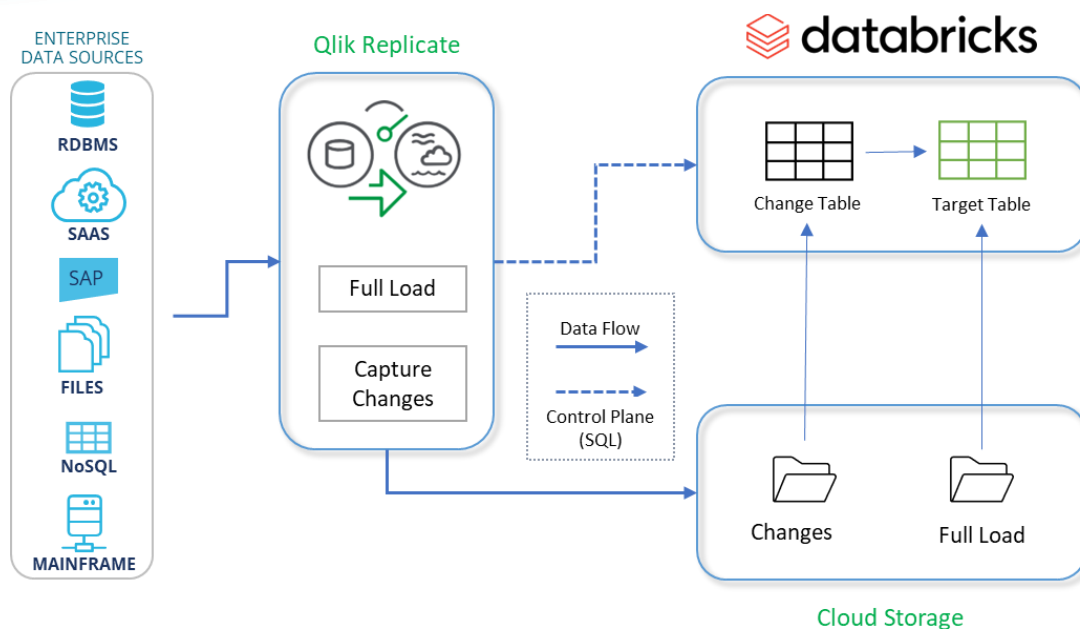 ENTERPRISE
DATA SOURCES
RDBMS
SAAS
SAP
FILES
NoSQL
MAINFRAME
Qlik Replicate
Full Load
Capture
Changes
Data Flow
Control Plane
(SQL)
databricks
Change Table
Target Table
Changes
Full Load
Cloud Storage